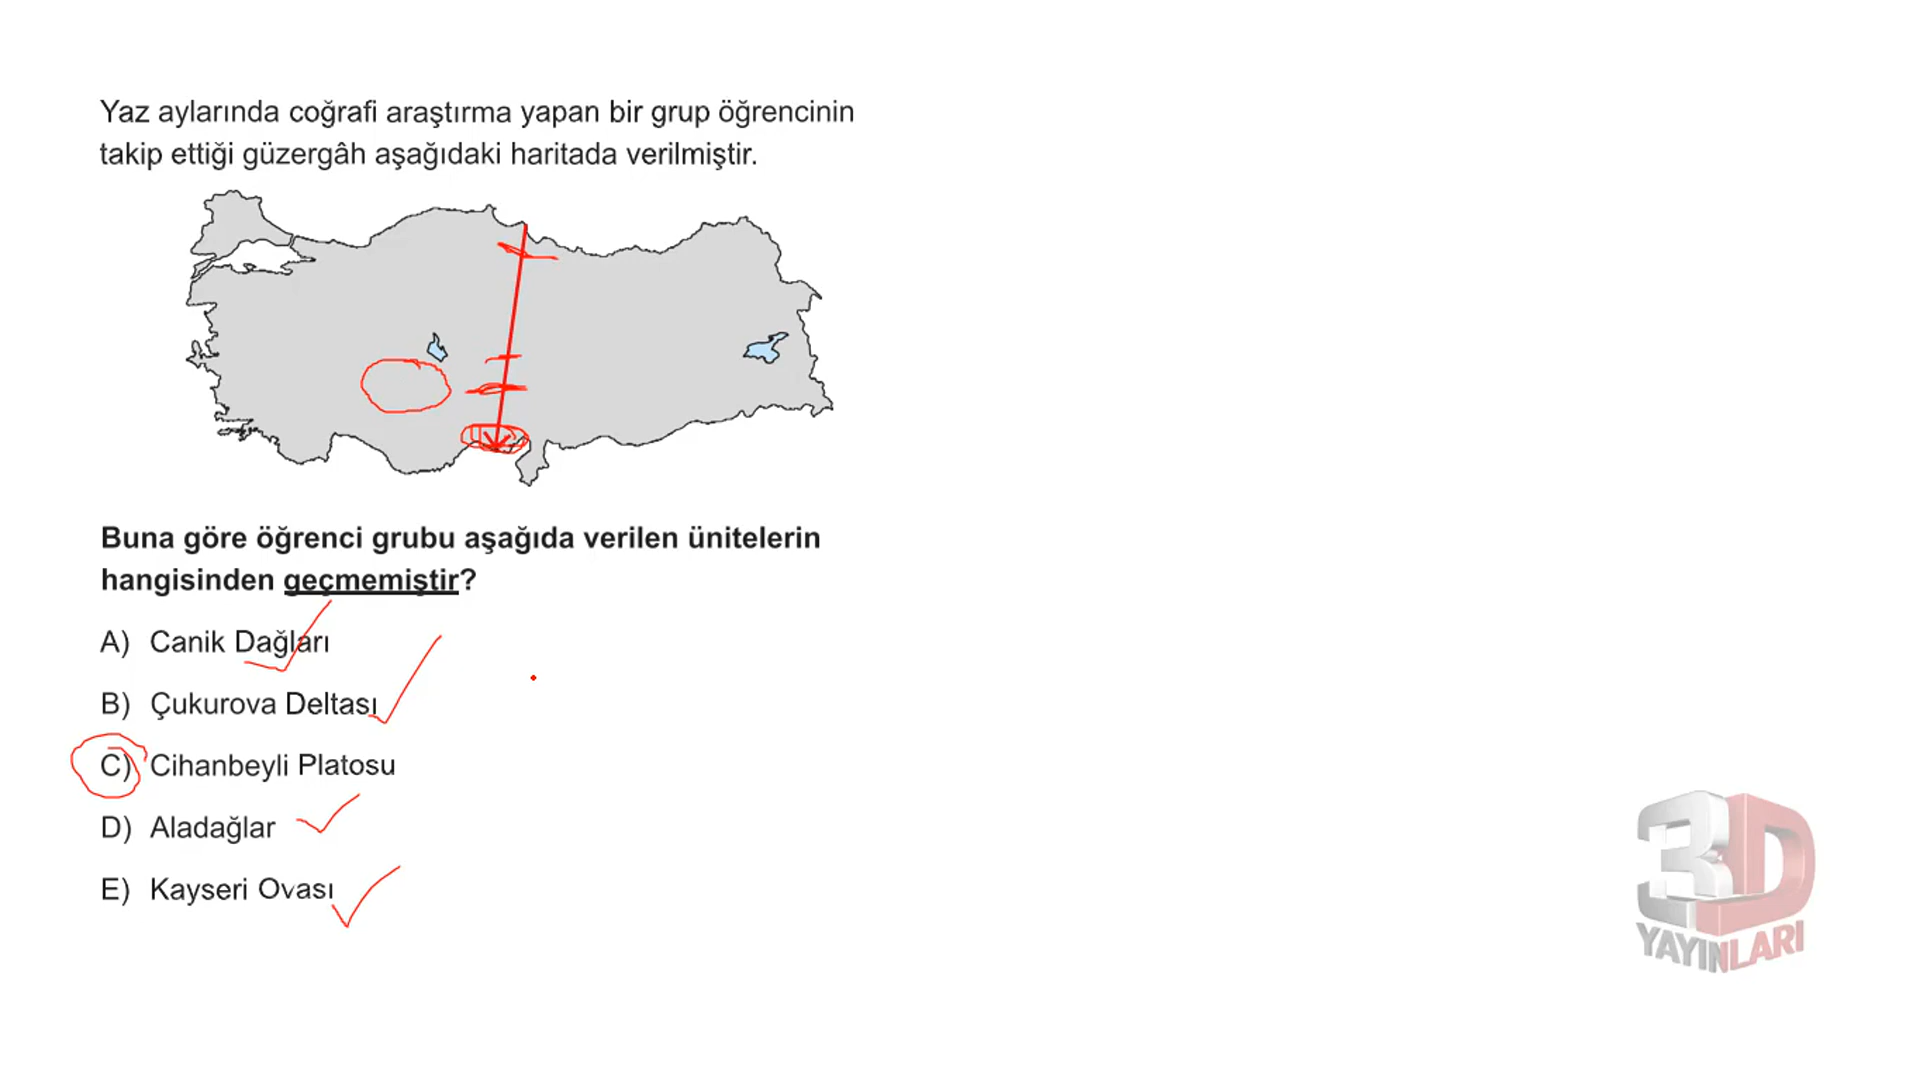 Yaz aylarında coğrafi araştırma yapan bir grup öğrencinin
takip ettiği güzergâh aşağıdaki haritada verilmiştir.
Buna göre öğrenci grubu aşağıda verilen ünitelerin
hangisinden geçmemiştir?
A) Canik Dağları
B) Çukurova Deltası
C) Cihanbeyli Platosu
D) Aladağlar
E) Kayseri Ovası
3D
YAYINLARI